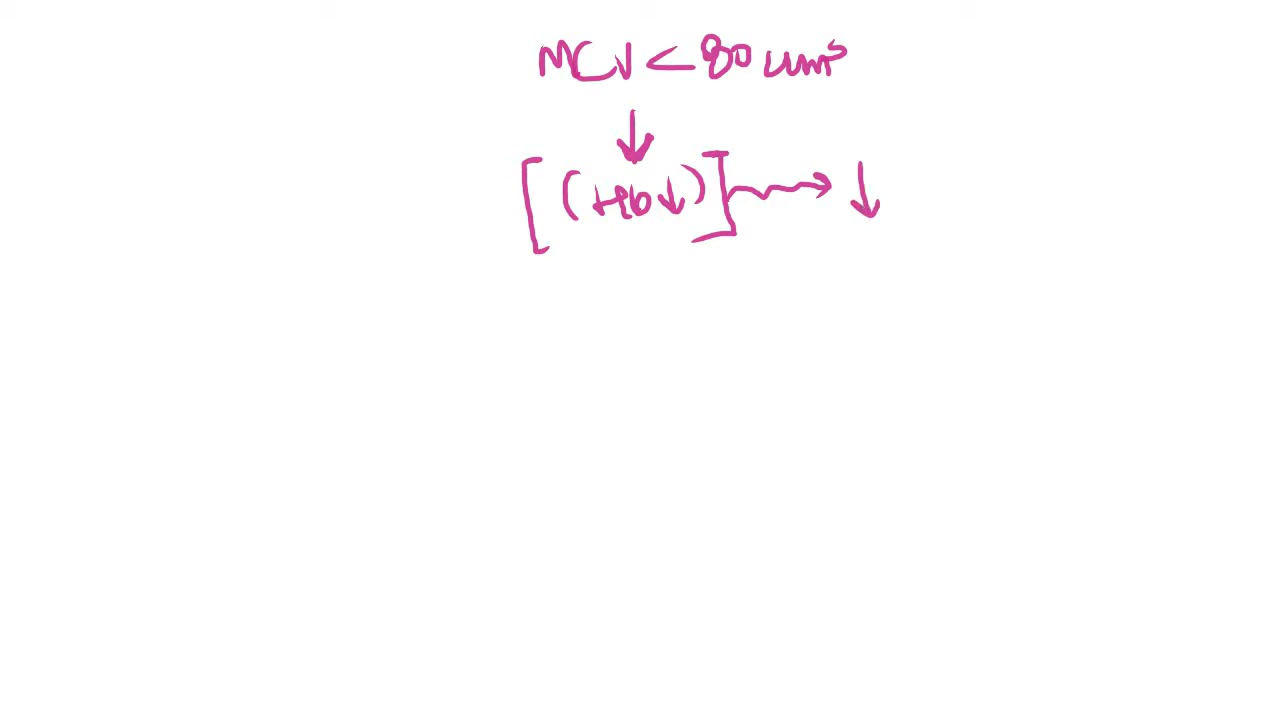 MCV < 80 um³
↓
[(Hb↓)] → ↓